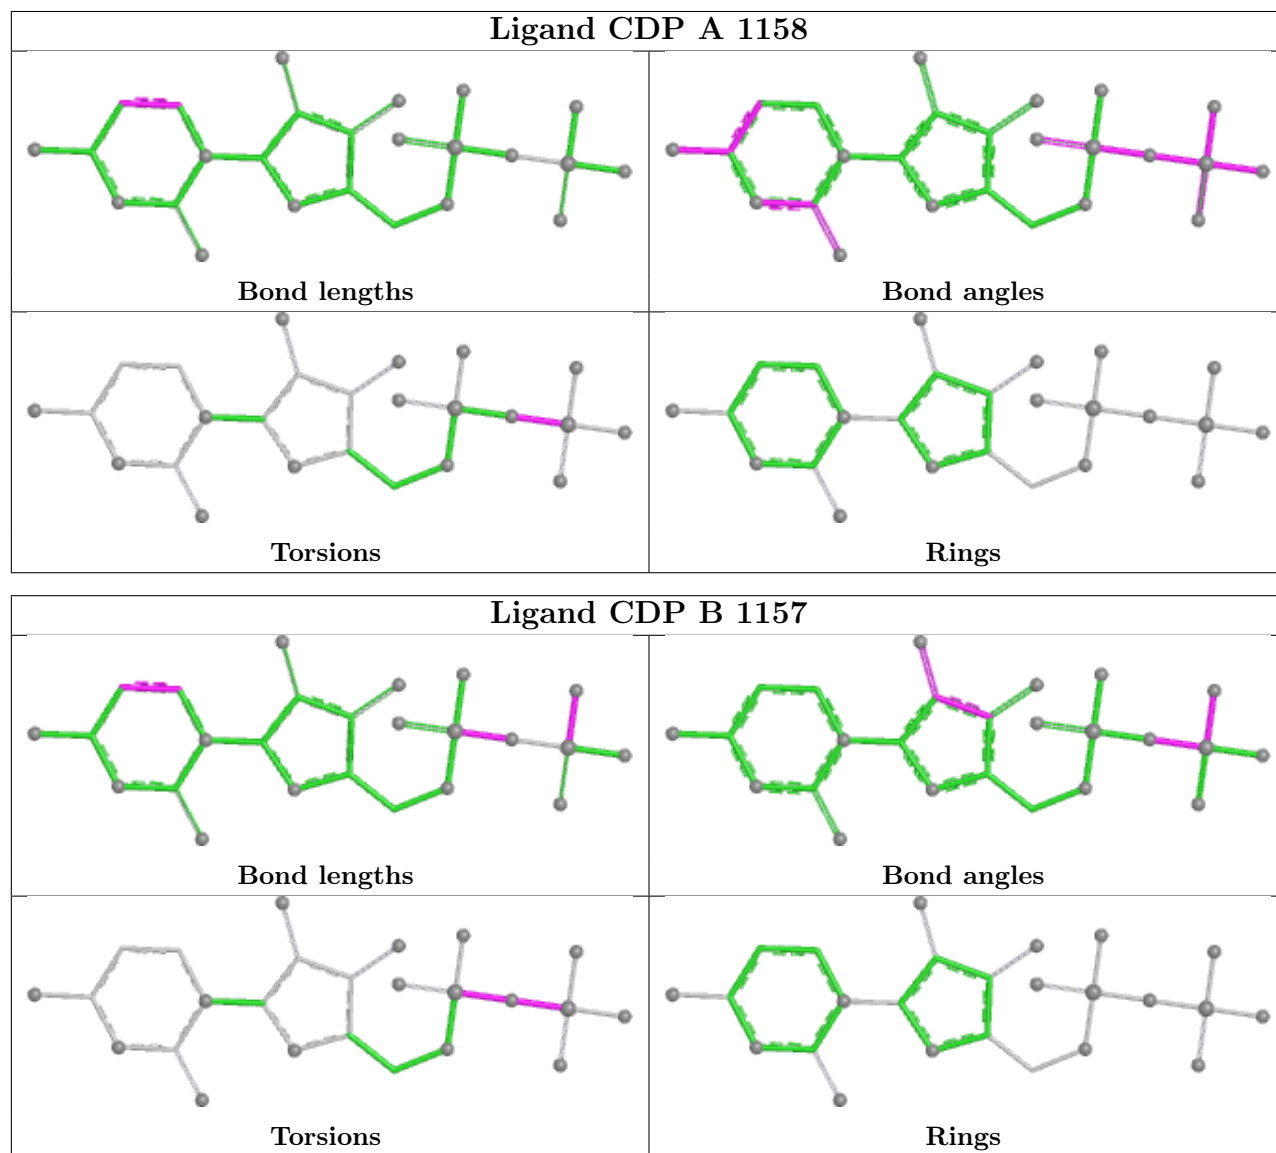 Ligand CDP A 1158
Bond lengths
Bond angles
Torsions
Rings
Ligand CDP B 1157
Bond lengths
Bond angles
Torsions
Rings